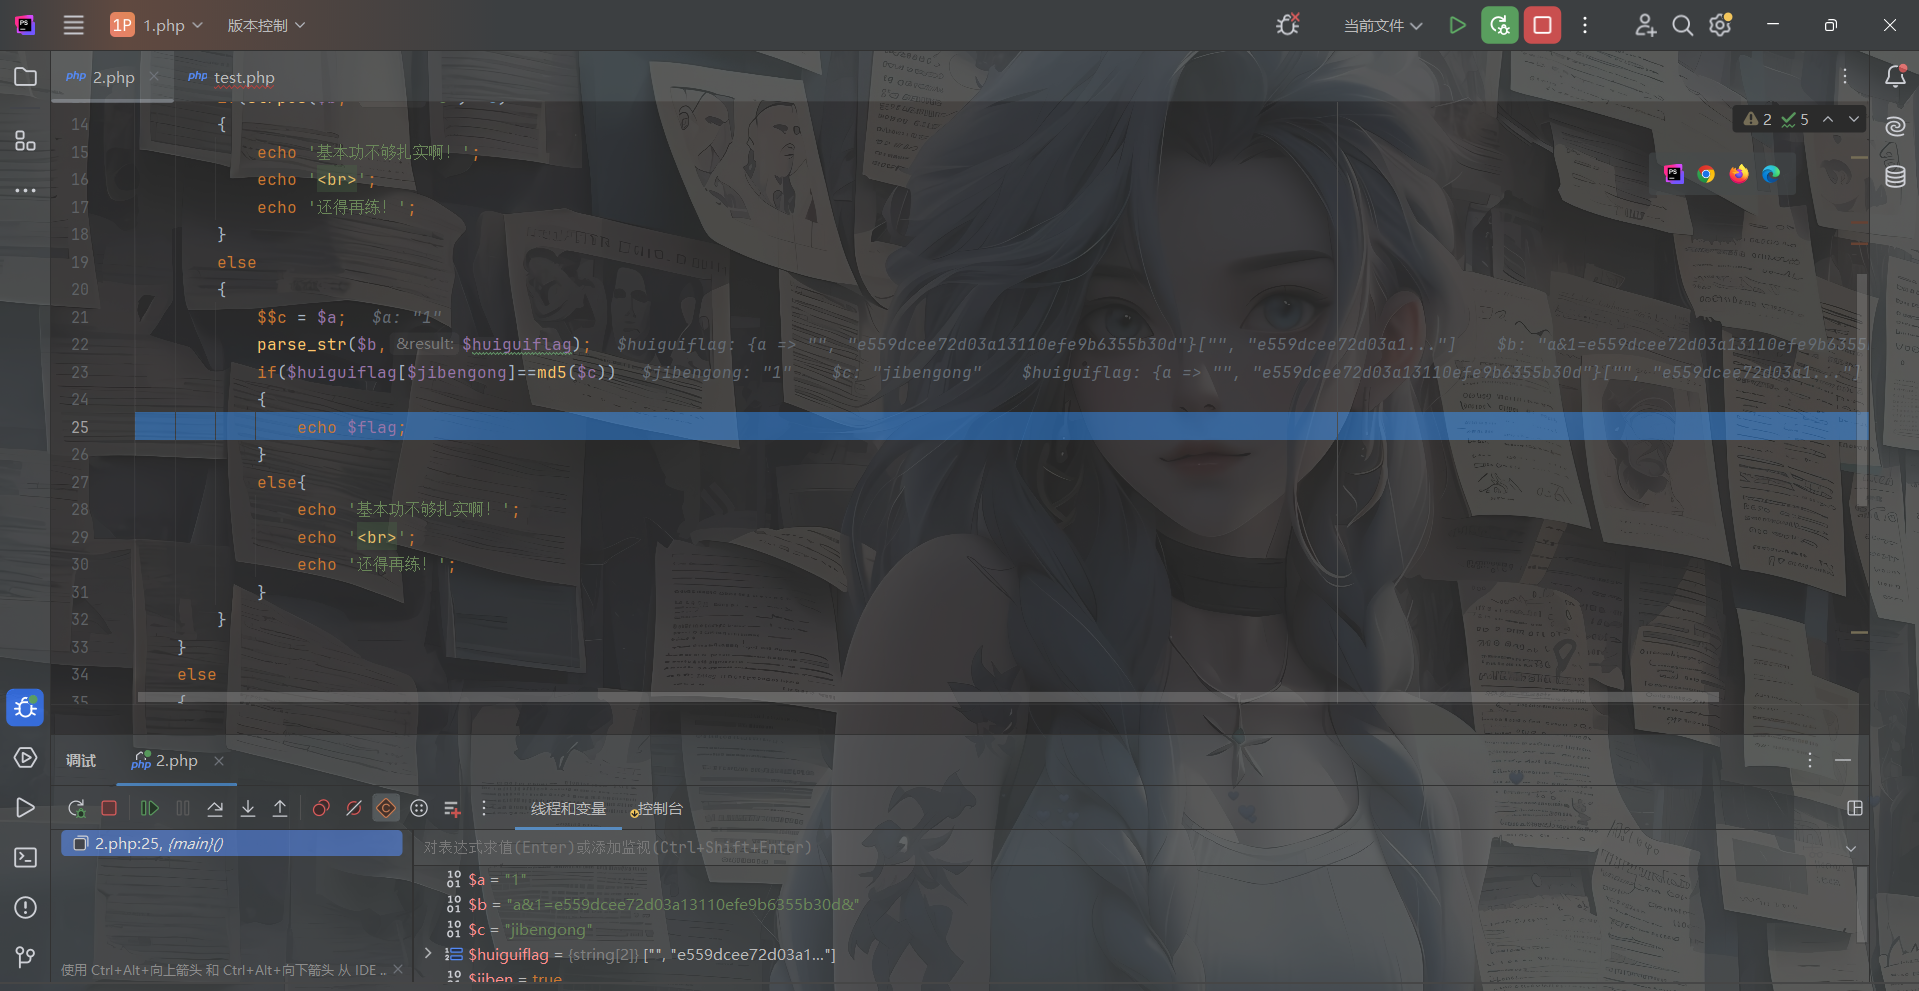 PS
1P 1.php 版本控制 当前文件
php 2.php php test.php
14 {
2 5
15 echo '基本功不够扎实啊! ';
16 echo '<br>';
17 echo '还得再练! ';
18 }
19 else
20 {
21 $$c = $a; $a: "1"
22 parse_str($b, &result: $huiguiflag); $huiguiflag: {a => "", "e559dcee72d03a13110efe9b6355b30d"}["", "e559dcee72d03a1..."] $b: "a&1=e559dcee72d03a13110efe9b6355
23 if($huiguiflag[$jibengong]==md5($c)) $jibengong: "1" $c: "jibengong" $huiguiflag: {a => "", "e559dcee72d03a13110efe9b6355b30d"}["", "e559dcee72d03a1..."]
24 {
25 echo $flag;
26 }
27 else{
28 echo '基本功不够扎实啊! ';
29 echo '<br>';
30 echo '还得再练! ';
31 }
32 }
33 }
34 else
35 {
调试 php 2.php
线程和变量 控制台
2.php:25, {main}()
对表达式求值(Enter)或添加监视(Ctrl+Shift+Enter)
$a = "1"
$b = "a&1=e559dcee72d03a13110efe9b6355b30d&"
$c = "jibengong"
$huiguiflag = {string[2]} ["", "e559dcee72d03a1..."]
$jiben = true
使用 Ctrl+Alt+向上箭头 和 Ctrl+Alt+向下箭头 从 IDE ..